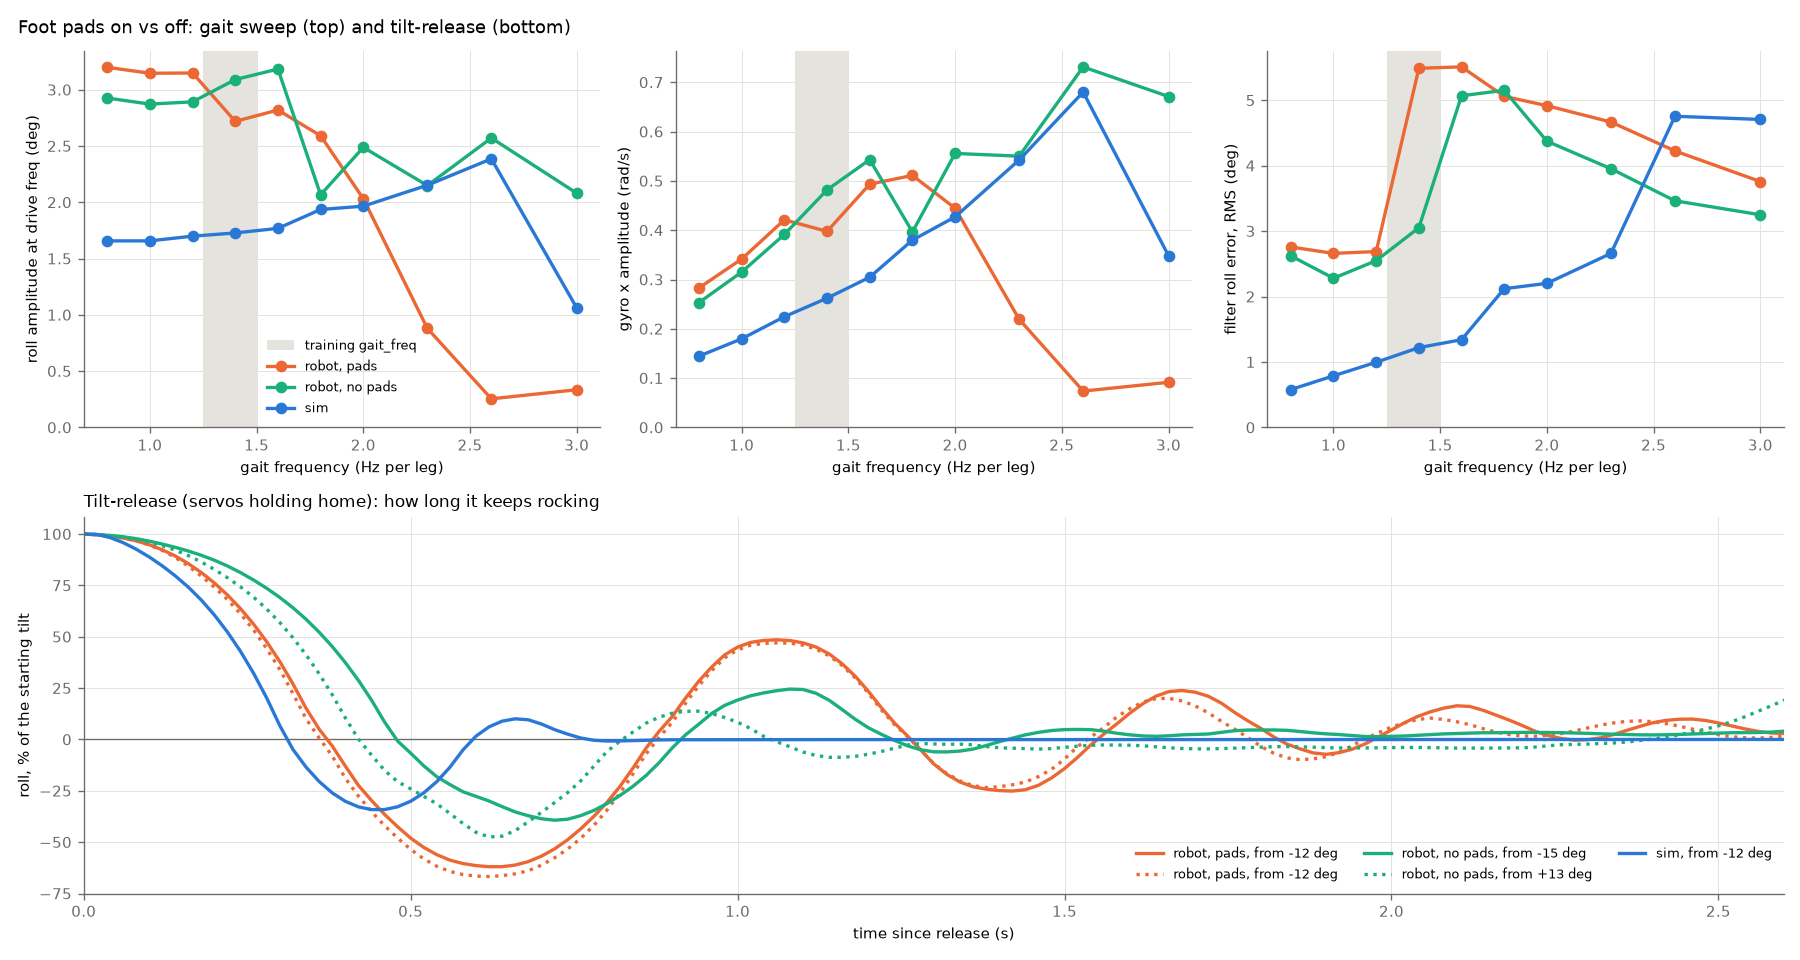 Foot pads on vs off: gait sweep (top) and tilt-release (bottom)
roll amplitude at drive freq (deg)
3.0
2.5
2.0
1.5
1.0
0.5
0.0
training gait_freq
robot, pads
robot, no pads
sim
1.0 1.5 2.0 2.5 3.0
gait frequency (Hz per leg)
gyro x amplitude (rad/s)
0.7
0.6
0.5
0.4
0.3
0.2
0.1
0.0
1.0 1.5 2.0 2.5 3.0
gait frequency (Hz per leg)
filter roll error, RMS (deg)
5
4
3
2
1
0
1.0 1.5 2.0 2.5 3.0
gait frequency (Hz per leg)
Tilt-release (servos holding home): how long it keeps rocking
roll, % of the starting tilt
100
75
50
25
0
−25
−50
−75
robot, pads, from -12 deg
robot, pads, from -12 deg
robot, no pads, from -15 deg
robot, no pads, from +13 deg
sim, from -12 deg
0.0 0.5 1.0 1.5 2.0 2.5
time since release (s)